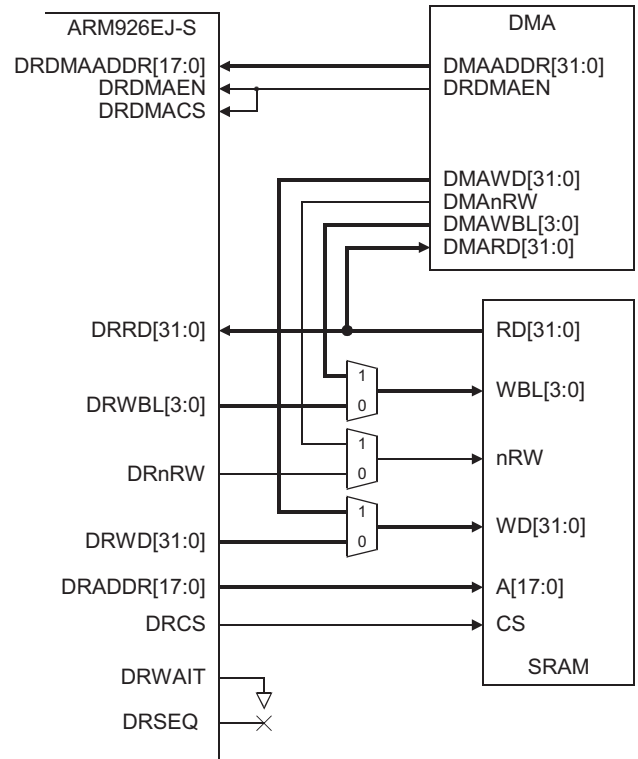 ARM926EJ-S
DMA
DRDMAADDR[17:0]
DMAADDR[31:0]
DRDMAEN
DRDMAEN
DRDMACS
DMAWD[31:0]
DMAnRW
DMAWBL[3:0]
DMARD[31:0]
DRRD[31:0]
RD[31:0]
1
WBL[3:0]
DRWBL[3:0]
0
1
nRW
DRnRW
0
1
WD[31:0]
DRWD[31:0]
0
DRADDR[17:0]
A[17:0]
DRCS
CS
SRAM
DRWAIT
DRSEQ